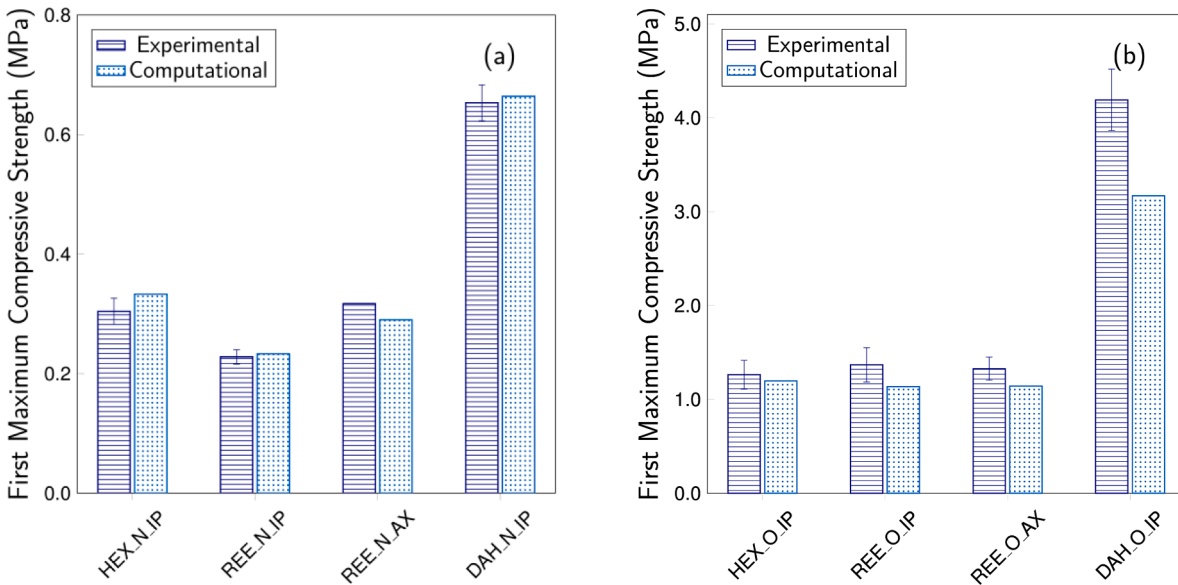 First Maximum Compressive Strength (MPa)
0.8
0.6
0.4
0.2
0.0
Experimental
Computational
(a)
HEX_N_IP
REE_N_IP
REE_N_AX
DAH_N_IP
First Maximum Compressive Strength (MPa)
5.0
4.0
3.0
2.0
1.0
0.0
Experimental
Computational
(b)
HEX_O_IP
REE_O_IP
REE_O_AX
DAH_O_IP